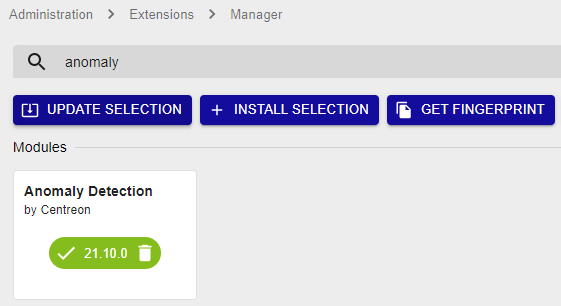 Administration > Extensions > Manager
anomaly
UPDATE SELECTION + INSTALL SELECTION GET FINGERPRINT
Modules
Anomaly Detection
by Centreon
21.10.0